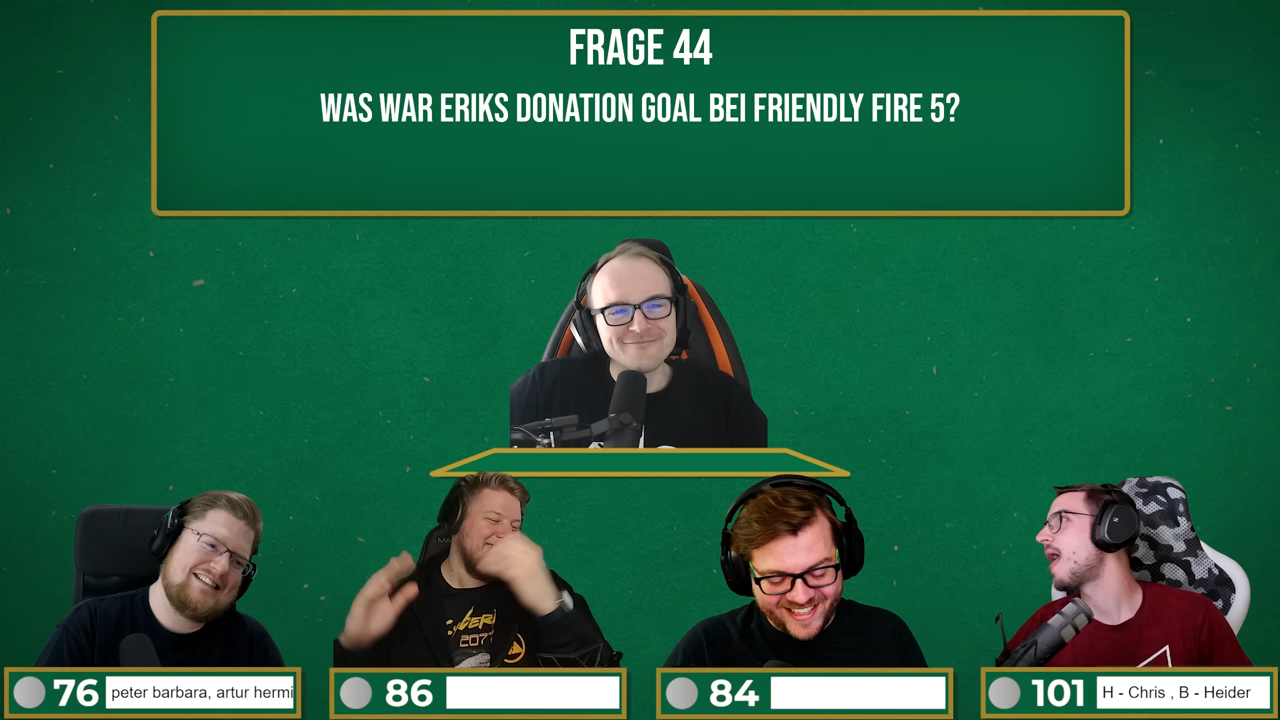 FRAGE 44
WAS WAR ERIKS DONATION GOAL BEI FRIENDLY FIRE 5?
2077
76 peter barbara, artur hermi
86
84
101 H - Chris , B - Heider